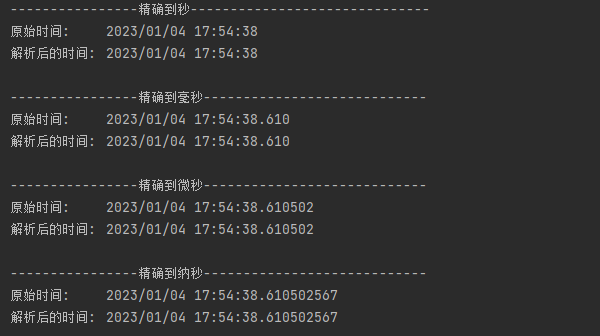 ----------------精确到秒------------------------------
原始时间:     2023/01/04 17:54:38
解析后的时间: 2023/01/04 17:54:38
----------------精确到毫秒----------------------------
原始时间:     2023/01/04 17:54:38.610
解析后的时间: 2023/01/04 17:54:38.610
----------------精确到微秒----------------------------
原始时间:     2023/01/04 17:54:38.610502
解析后的时间: 2023/01/04 17:54:38.610502
----------------精确到纳秒----------------------------
原始时间:     2023/01/04 17:54:38.610502567
解析后的时间: 2023/01/04 17:54:38.610502567